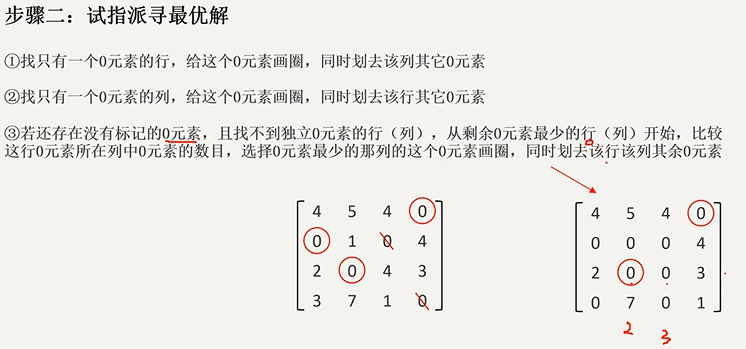 步骤二：试指派寻最优解
①找只有一个0元素的行，给这个0元素画圈，同时划去该列其它0元素
②找只有一个0元素的列，给这个0元素画圈，同时划去该行其它0元素
③若还存在没有标记的0元素，且找不到独立0元素的行（列），从剩余0元素最少的行（列）开始，比较
这行0元素所在列中0元素的数目，选择0元素最少的那列的这个0元素画圈，同时划去该行该列其余0元素
4 5 4 0
0 1 0 4
2 0 4 3
3 7 1 0
4 5 4 0
0 0 0 4
2 0 0 3
0 7 0 1
2 3